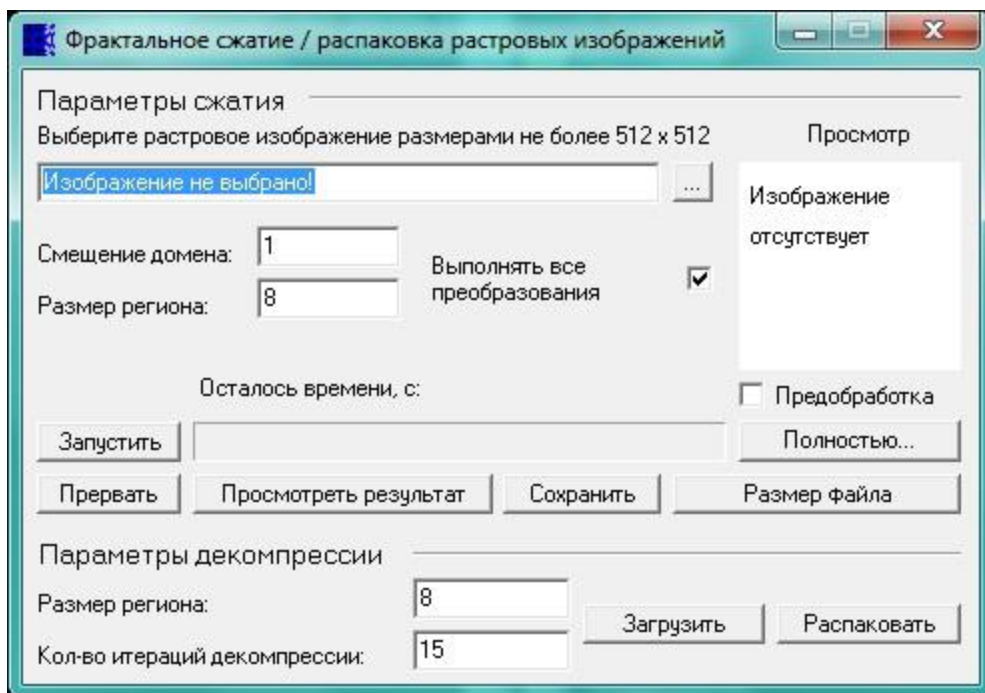 Фрактальное сжатие / распаковка растровых изображений
Параметры сжатия
Выберите растровое изображение размерами не более 512 x 512
Просмотр
Изображение не выбрано!
...
Изображение
отсутствует
Смещение домена:
1
Выполнять все
преобразования
Размер региона:
8
Осталось времени, с:
Предобработка
Запустить
Полностью...
Прервать
Просмотреть результат
Сохранить
Размер файла
Параметры декомпрессии
Размер региона:
8
Загрузить
Распаковать
Кол-во итераций декомпрессии:
15